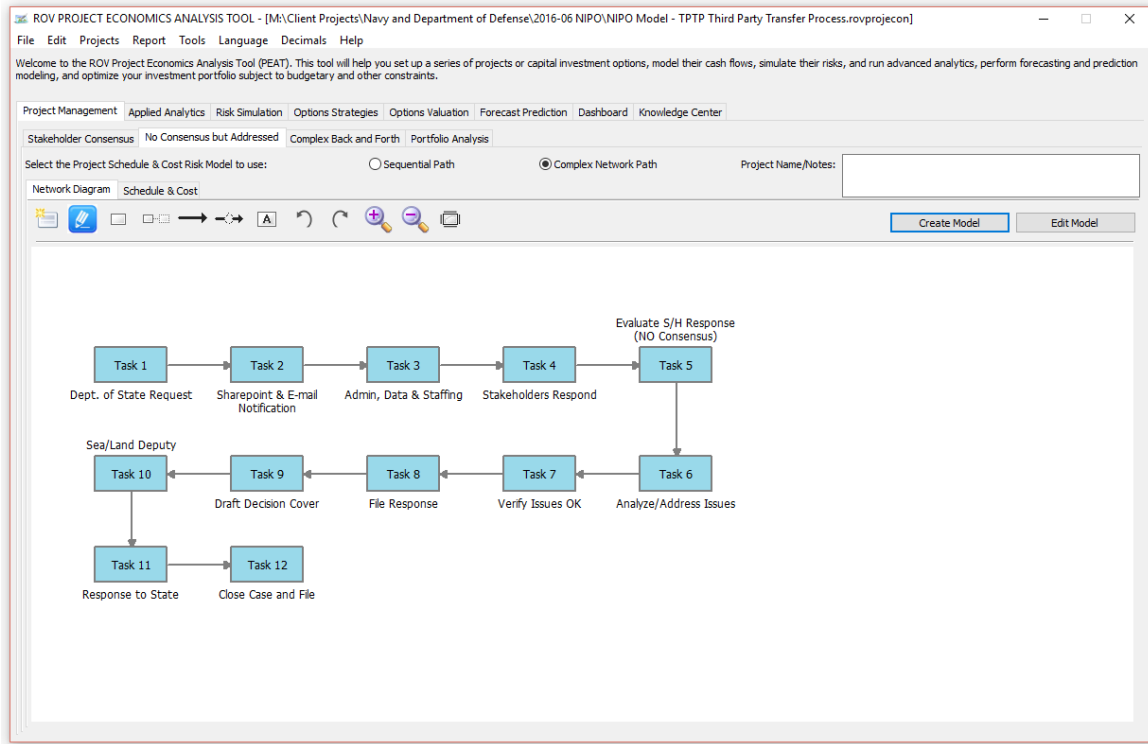 ROV PROJECT ECONOMICS ANALYSIS TOOL - [M:\Client Projects\Navy and Department of Defense\2016-06 NIPO\NIPO Model - TPTP Third Party Transfer Process.rovprojecon]
File Edit Projects Report Tools Language Decimals Help
Welcome to the ROV Project Economics Analysis Tool (PEAT). This tool will help you set up a series of projects or capital investment options, model their cash flows, simulate their risks, and run advanced analytics, perform forecasting and prediction
modeling, and optimize your investment portfolio subject to budgetary and other constraints.
Project Management Applied Analytics Risk Simulation Options Strategies Options Valuation Forecast Prediction Dashboard Knowledge Center
Stakeholder Consensus No Consensus but Addressed Complex Back and Forth Portfolio Analysis
Select the Project Schedule & Cost Risk Model to use: Sequential Path Complex Network Path Project Name/Notes:
Network Diagram Schedule & Cost
A Create Model Edit Model
Evaluate S/H Response
(NO Consensus)
Task 1 Task 2 Task 3 Task 4 Task 5
Dept. of State Request Sharepoint & E-mail Admin, Data & Staffing Stakeholders Respond
Notification
Sea/Land Deputy
Task 10 Task 9 Task 8 Task 7 Task 6
Draft Decision Cover File Response Verify Issues OK Analyze/Address Issues
Task 11 Task 12
Response to State Close Case and File